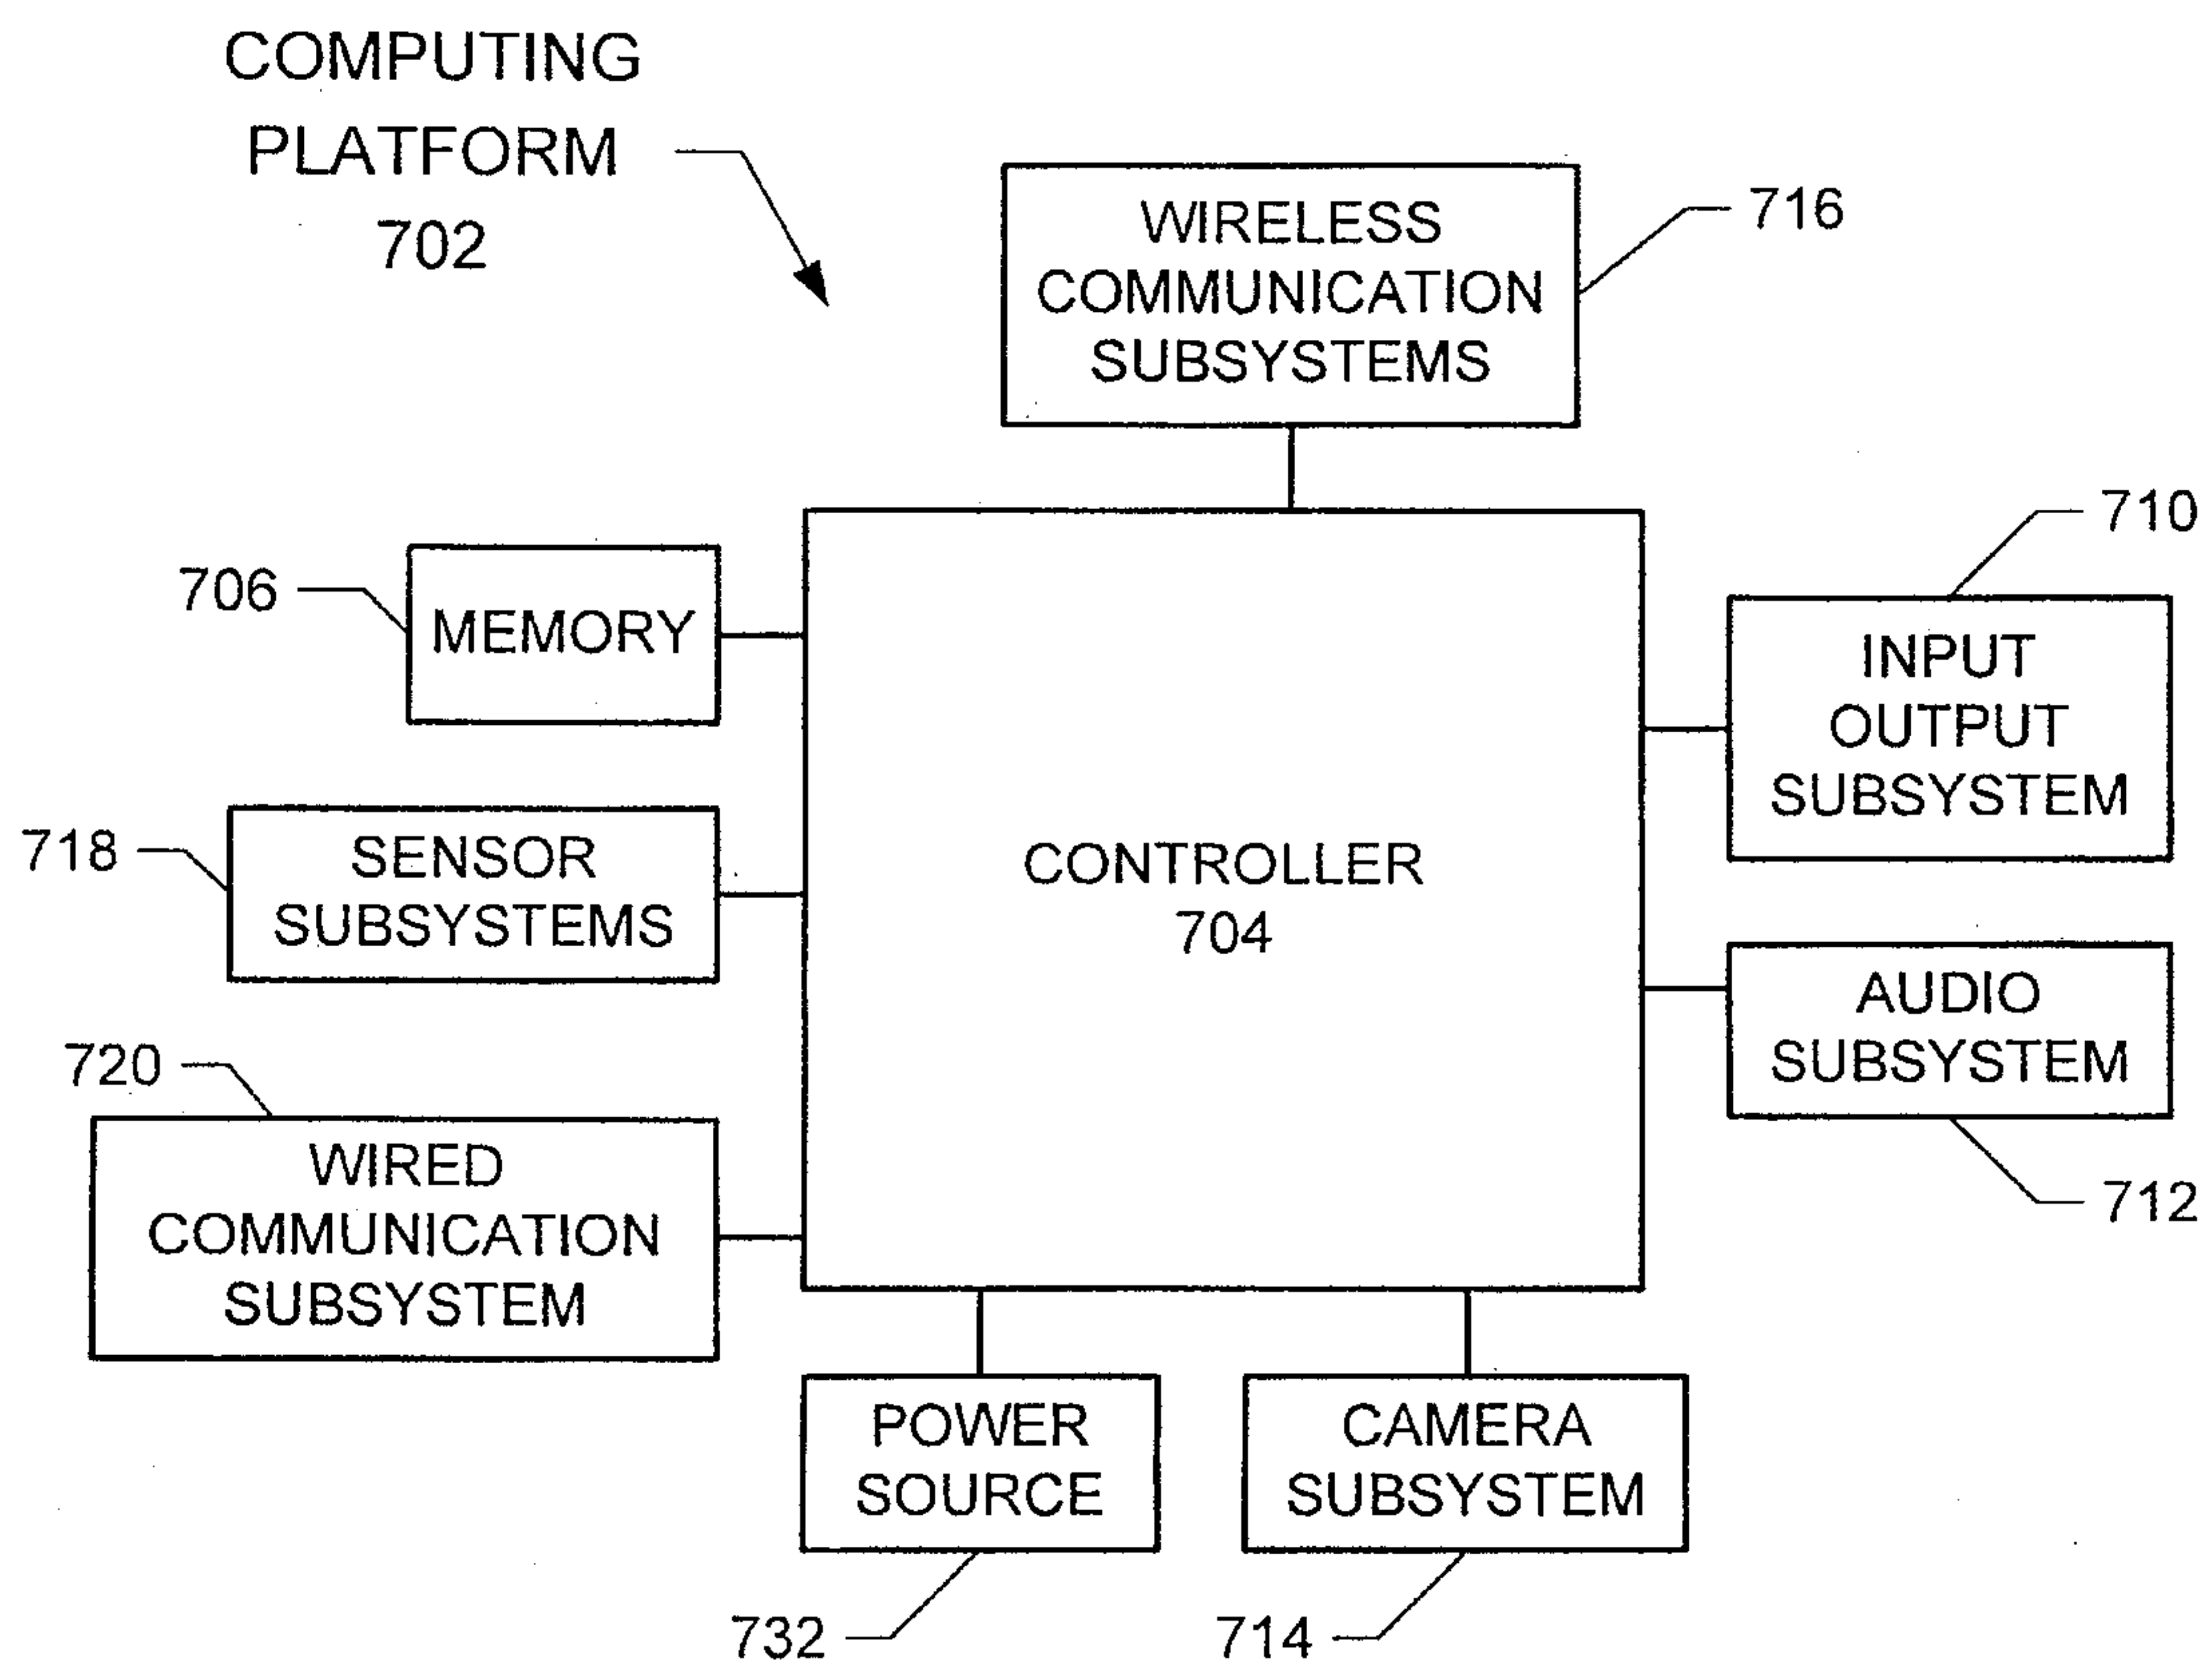 COMPUTING
PLATFORM
702
WIRELESS
COMMUNICATION
SUBSYSTEMS
716
710
706
MEMORY
INPUT
OUTPUT
SUBSYSTEM
718
SENSOR
SUBSYSTEMS
CONTROLLER
704
AUDIO
SUBSYSTEM
712
720
WIRED
COMMUNICATION
SUBSYSTEM
POWER
SOURCE
CAMERA
SUBSYSTEM
732
714